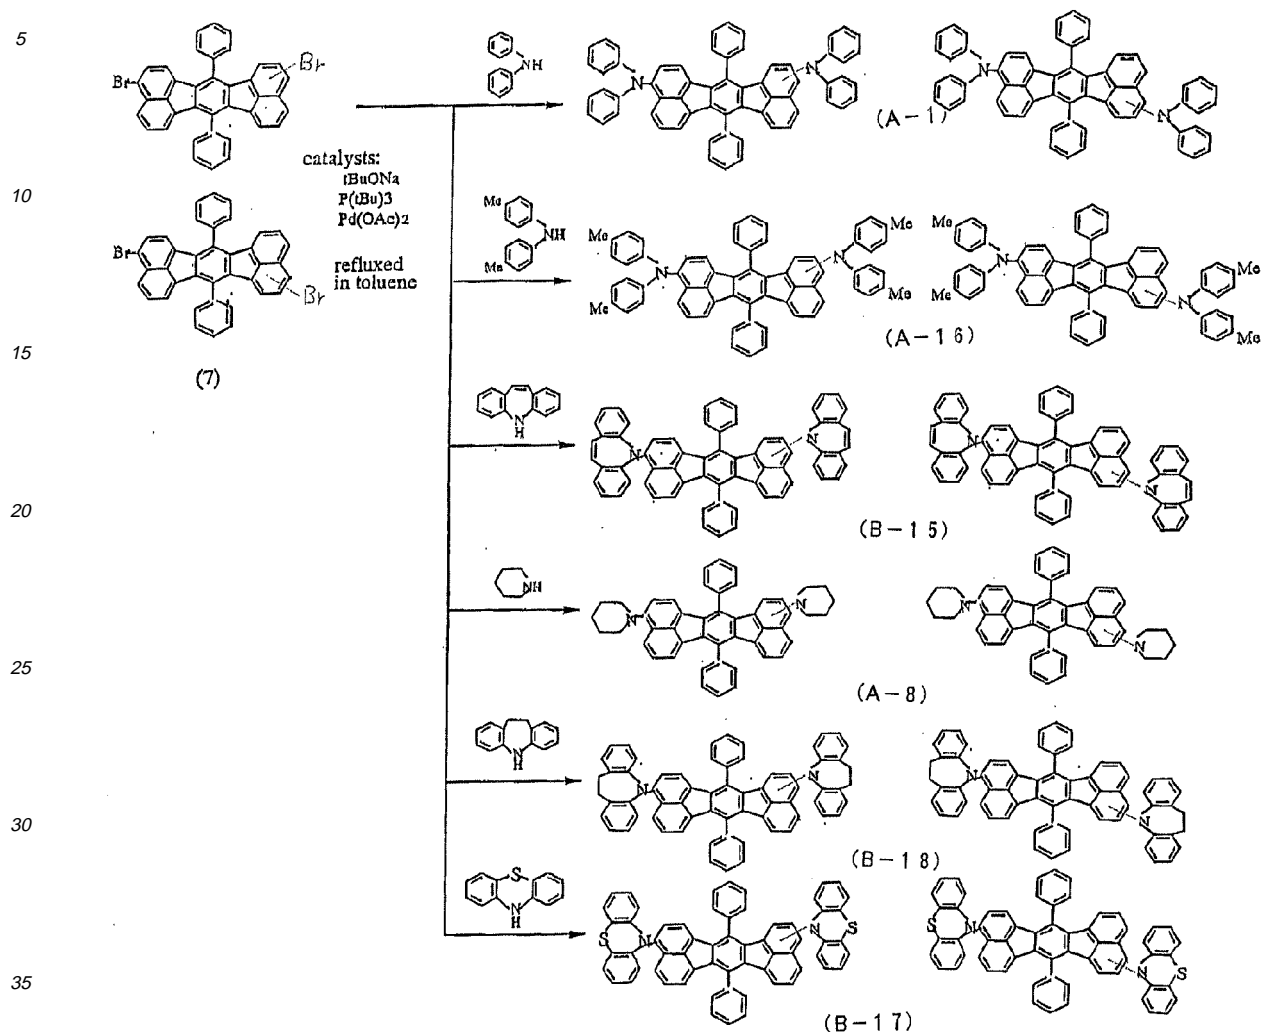 5
Br
Br
NH
N
N
N
N
(A-1)
catalysts:
tBuONa
P(tBu)3
Pd(OAc)2
10
Br
Br
refluxed
in toluene
(7)
Me
NH
Me
Me
N
Me
N
Me
Me
Me
N
Me
N
Me
Me
(A-16)
15
N
H
N
N
N
N
(B-15)
20
NH
N
N
N
N
(A-8)
25
N
H
N
N
N
N
(B-18)
30
S
N
H
S
N
N
S
S
N
N
S
(B-17)
35